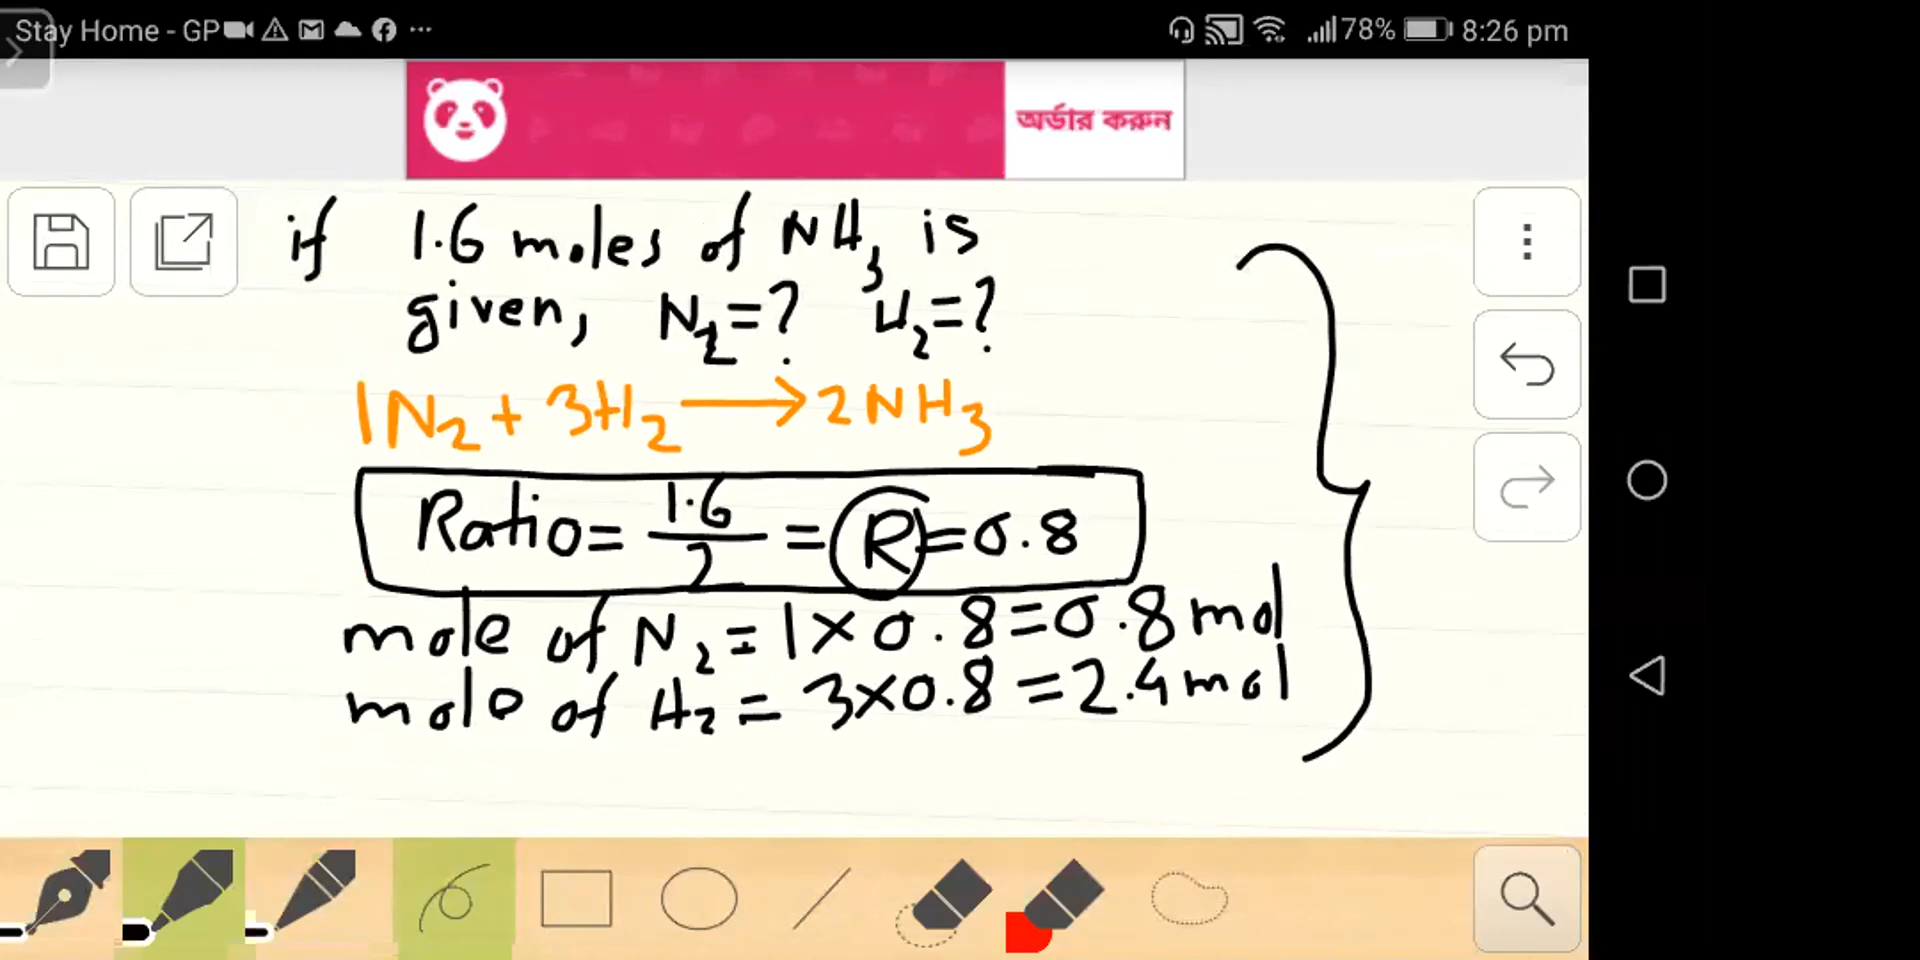 Stay Home - GP ... 78% 8:26 pm
অর্ডার করুন
if 1.6 moles of NH₃ is
given, N₂=? H₂=?
1N₂ + 3H₂ → 2NH₃
Ratio = 1.6/2 = R = 0.8
mole of N₂ = 1 × 0.8 = 0.8 mol
mole of H₂ = 3 × 0.8 = 2.4 mol